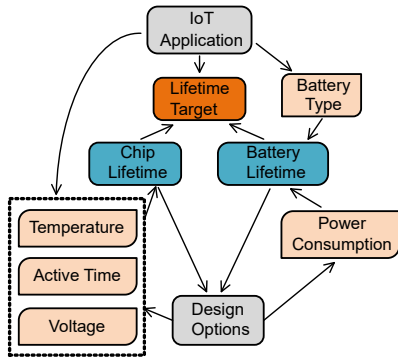 IoT
Application
Lifetime
Target
Battery
Type
Chip
Lifetime
Battery
Lifetime
Temperature
Active Time
Voltage
Power
Consumption
Design
Options